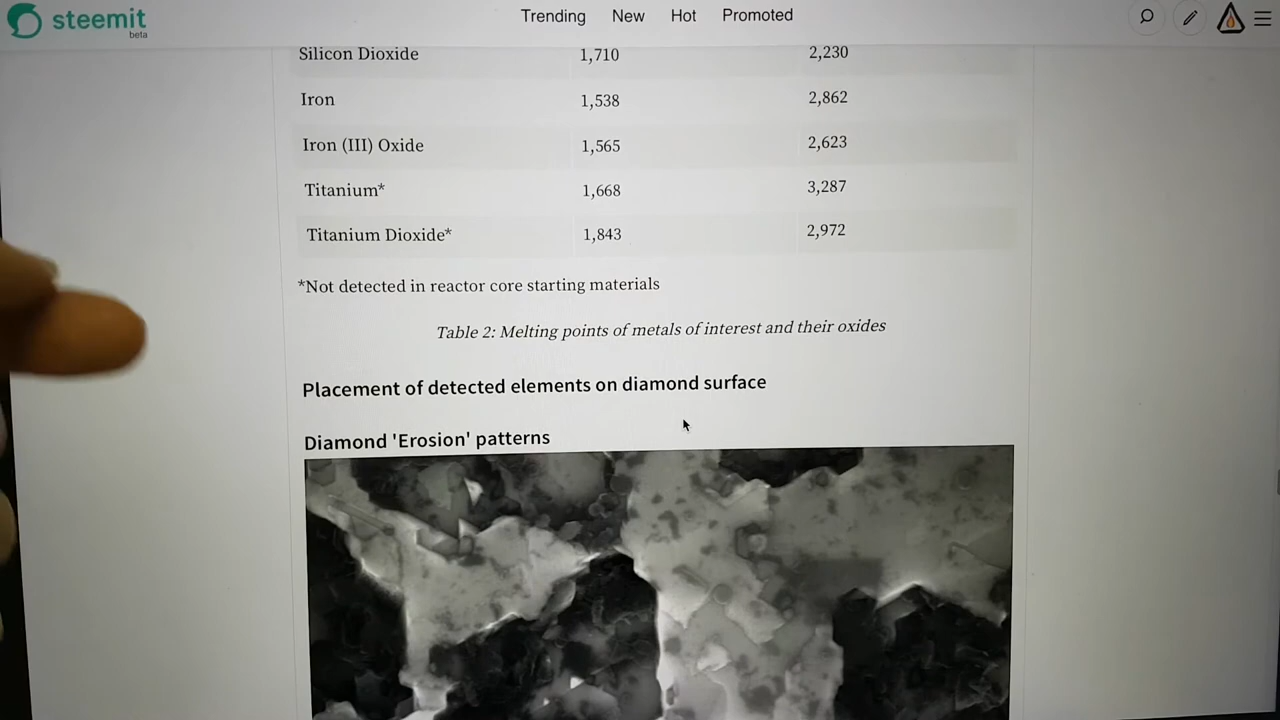 steemit
beta
Trending New Hot Promoted
Silicon Dioxide 1,710 2,230
Iron 1,538 2,862
Iron (III) Oxide 1,565 2,623
Titanium* 1,668 3,287
Titanium Dioxide* 1,843 2,972
*Not detected in reactor core starting materials
Table 2: Melting points of metals of interest and their oxides
Placement of detected elements on diamond surface
Diamond 'Erosion' patterns